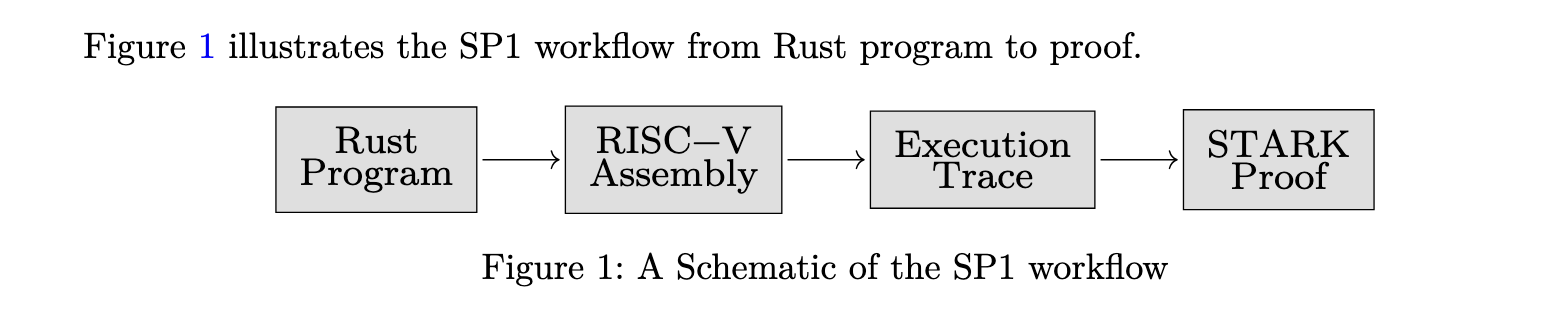 Figure 1 illustrates the SP1 workflow from Rust program to proof.
Rust
Program
RISC–V
Assembly
Execution
Trace
STARK
Proof
Figure 1: A Schematic of the SP1 workflow